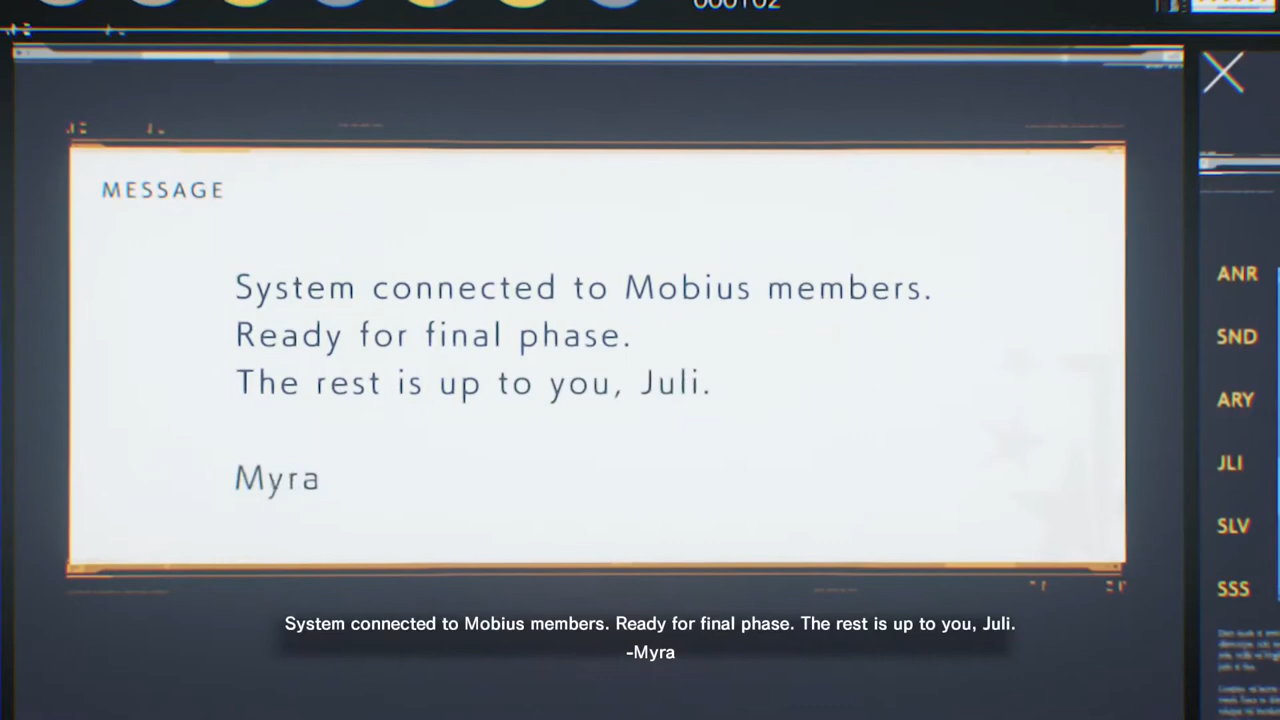 MESSAGE
System connected to Mobius members.
Ready for final phase.
The rest is up to you, Juli.
Myra
ANR
SND
ARY
JLI
SLV
SSS
System connected to Mobius members. Ready for final phase. The rest is up to you, Juli.
-Myra